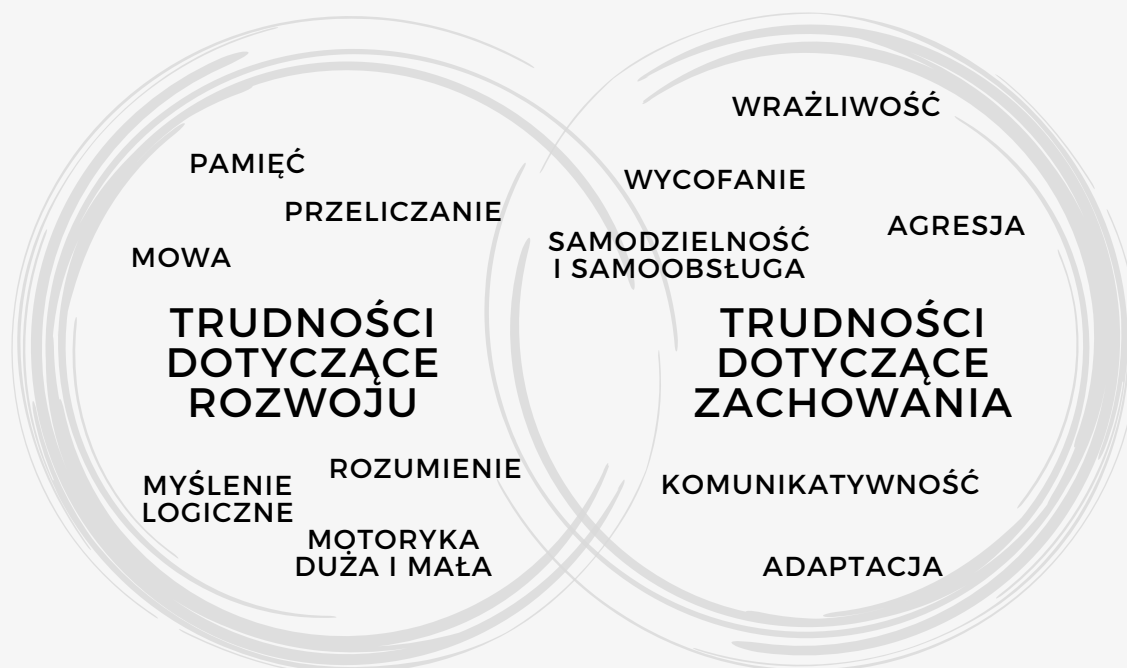 PAMIĘĆ
PRZELICZANIE
MOWA
TRUDNOŚCI
DOTYCZĄCE
ROZWOJU
ROZUMIENIE
MYŚLENIE
LOGICZNE
MOTORYKA
DUŻA I MAŁA
WRAŻLIWOŚĆ
WYCOFANIE
AGRESJA
SAMODZIELNOŚĆ
I SAMOOBSŁUGA
TRUDNOŚCI
DOTYCZĄCE
ZACHOWANIA
KOMUNIKATYWNOŚĆ
ADAPTACJA